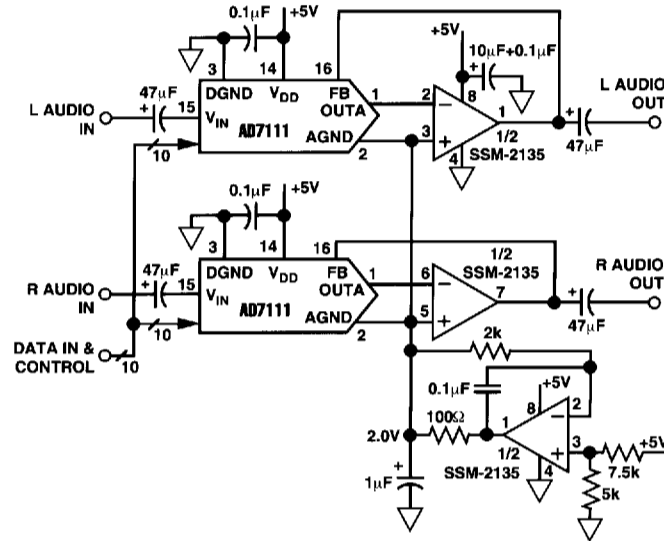 0.1µF
+5V
3
14
16
47µF
+
L AUDIO
IN
15
DGND
VDD
FB
OUTA
VIN
AD7111
AGND
1
2
10
+5V
+
10µF+0.1µF
8
2
−
3
+
4
1
1/2
SSM-2135
+
47µF
L AUDIO
OUT
0.1µF
+5V
3
14
16
47µF
+
R AUDIO
IN
15
DGND
VDD
FB
OUTA
VIN
AD7111
AGND
1
2
10
DATA IN &
CONTROL
10
1/2
SSM-2135
6
−
5
+
7
+
47µF
R AUDIO
OUT
2k
0.1µF
+5V
8
2
−
100Ω
1
2.0V
1/2
SSM-2135
+
3
4
+5V
7.5k
5k
+
1µF